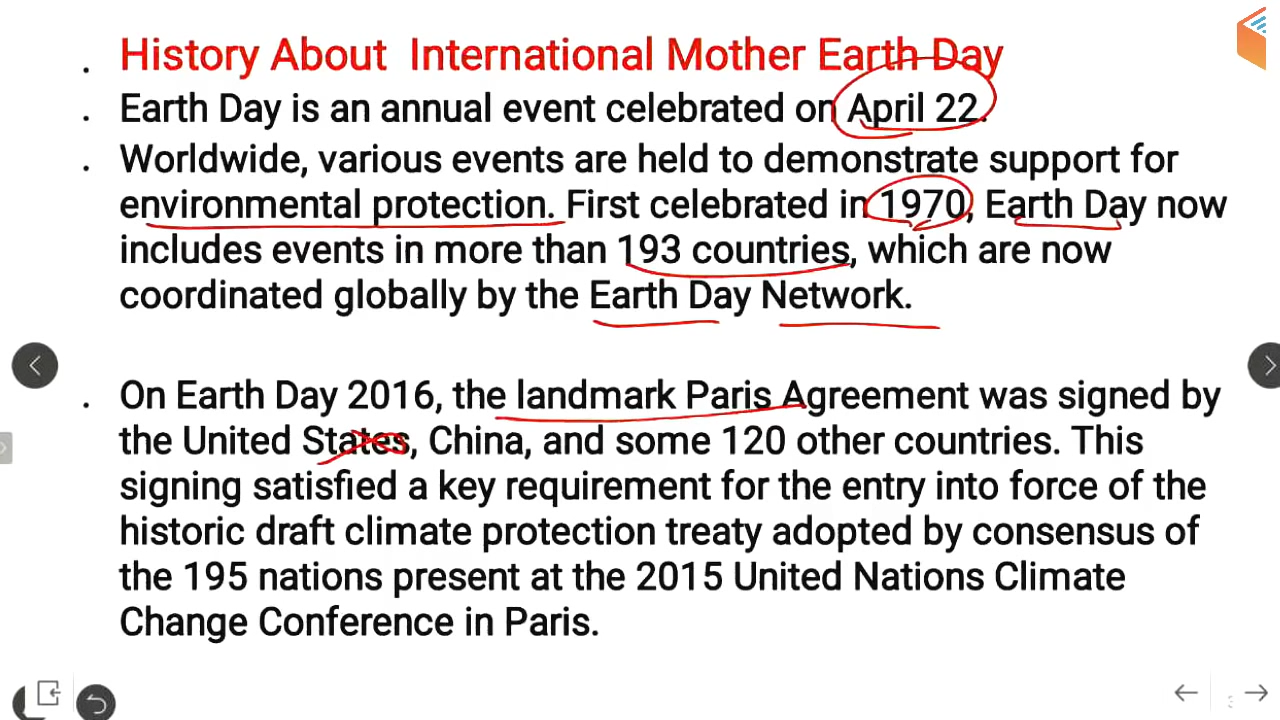 History About International Mother Earth Day
Earth Day is an annual event celebrated on April 22.
Worldwide, various events are held to demonstrate support for
environmental protection. First celebrated in 1970, Earth Day now
includes events in more than 193 countries, which are now
coordinated globally by the Earth Day Network.
On Earth Day 2016, the landmark Paris Agreement was signed by
the United States, China, and some 120 other countries. This
signing satisfied a key requirement for the entry into force of the
historic draft climate protection treaty adopted by consensus of
the 195 nations present at the 2015 United Nations Climate
Change Conference in Paris.